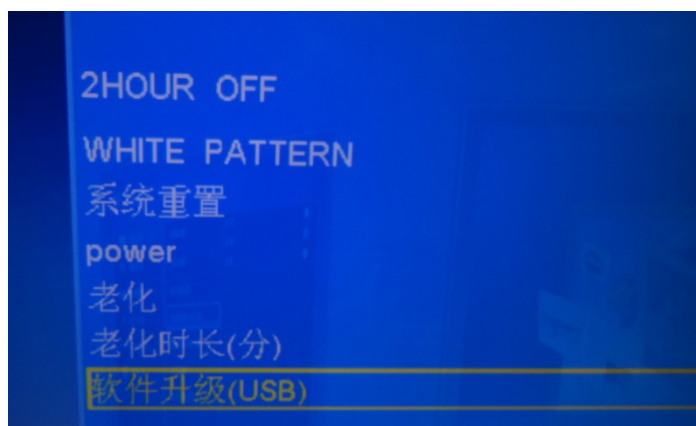 2HOUR OFF
WHITE PATTERN
系统重置
power
老化
老化时长(分)
软件升级(USB)